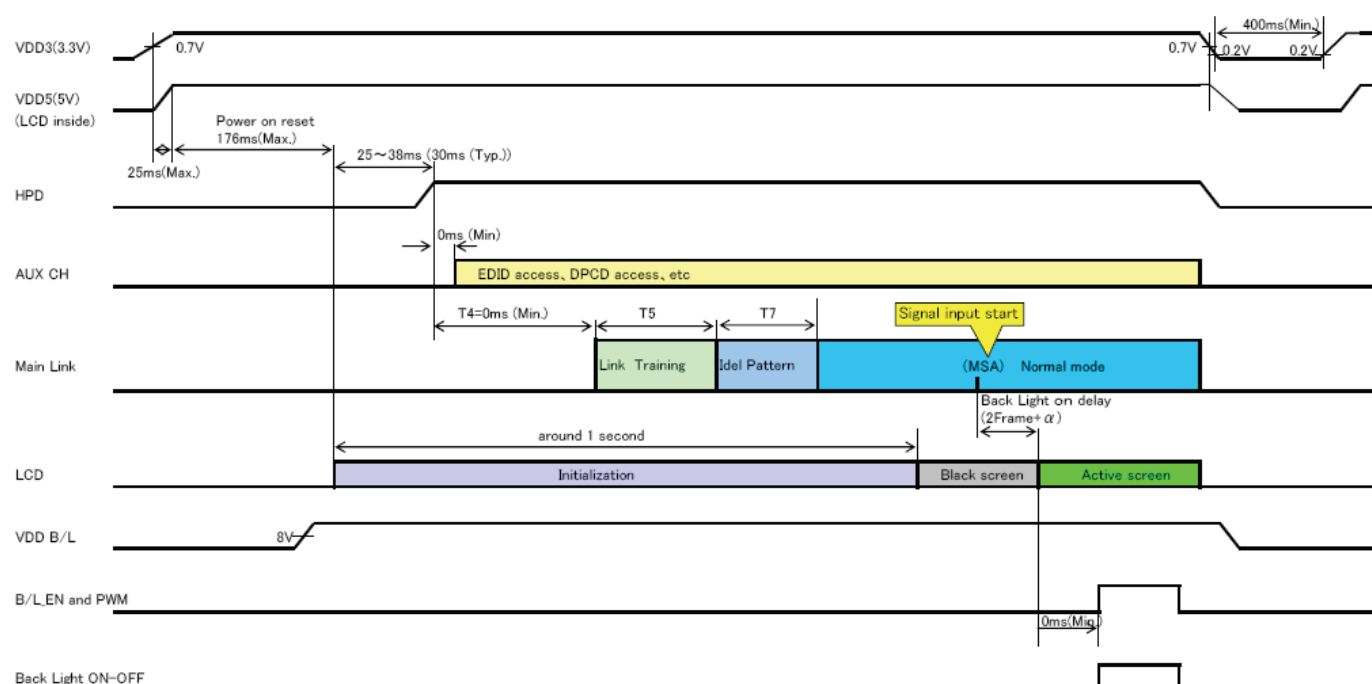 400ms(Min.)
VDD3(3.3V)
0.7V
0.7V
0.2V
0.2V
VDD5(5V)
(LCD inside)
Power on reset
176ms(Max.)
25ms(Max.)
25～38ms (30ms (Typ.))
HPD
0ms (Min)
AUX CH
EDID access、DPCD access、etc
T4=0ms (Min.)
T5
T7
Signal input start
Main Link
Link Training
Idel Pattern
(MSA) Normal mode
Back Light on delay
(2Frame+α)
around 1 second
LCD
Initialization
Black screen
Active screen
VDD B/L
8V
B/L_EN and PWM
0ms(Min.)
Back Light ON-OFF